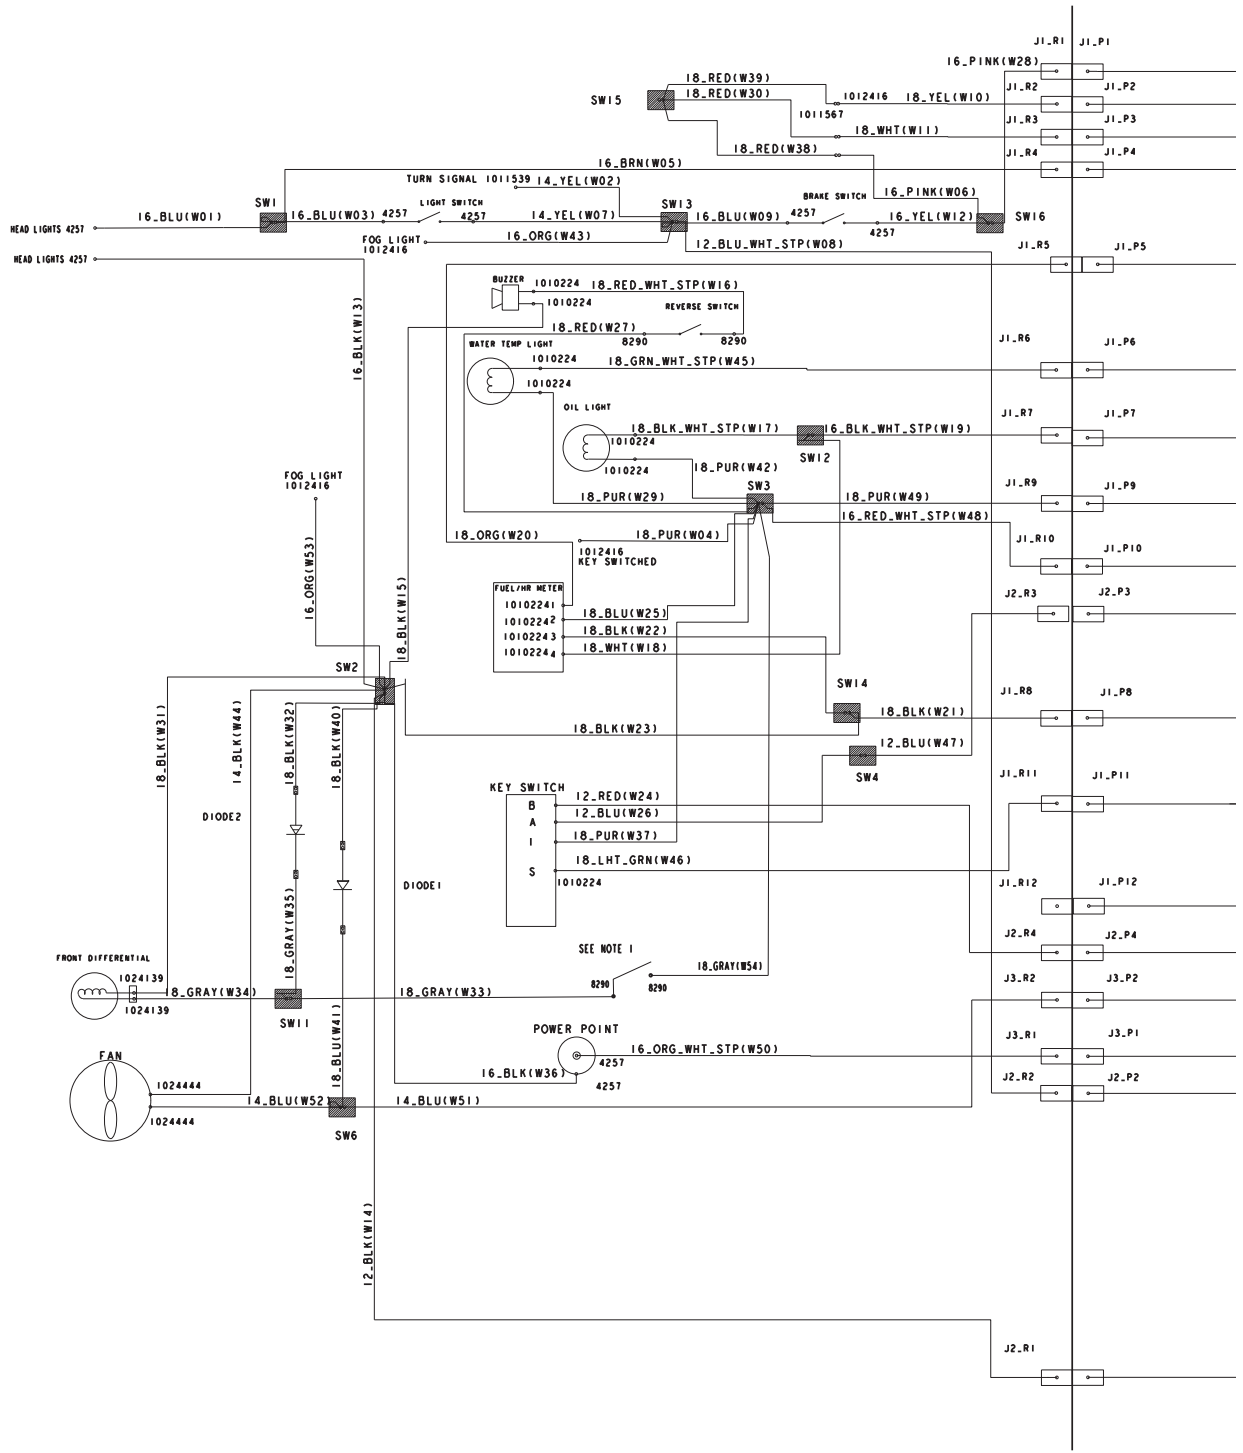 J1_R1 J1_P1
16_PINK(W28)
18_RED(W39)
J1_R2 J1_P2
SW15
18_RED(W30)
1012416
18_YEL(W10)
1011567
J1_R3 J1_P3
18_WHT(W11)
18_RED(W38)
J1_R4 J1_P4
16_BRN(W05)
TURN SIGNAL 1011539
14_YEL(W02)
16_PINK(W06)
SW1
LIGHT SWITCH
SW13
BRAKE SWITCH
16_BLU(W01)
16_BLU(W03)
4257
4257
14_YEL(W07)
16_BLU(W09)
4257
16_YEL(W12)
SW16
HEAD LIGHTS 4257
4257
FOG LIGHT
1012416
16_ORG(W43)
12_BLU_WHT_STP(W08)
J1_R5 J1_P5
HEAD LIGHTS 4257
BUZZER
1010224
18_RED_WHT_STP(W16)
1010224
REVERSE SWITCH
16_BLK(W13)
18_RED(W27)
8290
8290
WATER TEMP LIGHT
J1_R6 J1_P6
1010224
18_GRN_WHT_STP(W45)
1010224
OIL LIGHT
J1_R7 J1_P7
18_BLK_WHT_STP(W17)
16_BLK_WHT_STP(W19)
1010224
SW12
1010224
18_PUR(W42)
FOG LIGHT
1012416
SW3
J1_R9 J1_P9
18_PUR(W29)
18_PUR(W49)
16_RED_WHT_STP(W48)
18_ORG(W20)
18_PUR(W04)
J1_R10 J1_P10
1012416
KEY SWITCHED
16_ORG(W53)
18_BLK(W15)
FUEL/HR METER
J2_R3 J2_P3
1010224 1
1010224 2
18_BLU(W25)
1010224 3
18_BLK(W22)
1010224 4
18_WHT(W18)
SW2
SW14
J1_R8 J1_P8
18_BLK(W31)
14_BLK(W44)
18_BLK(W32)
18_BLK(W40)
18_BLK(W21)
18_BLK(W23)
12_BLU(W47)
SW4
J1_R11 J1_P11
KEY SWITCH
B
12_RED(W24)
A
12_BLU(W26)
DIODE2
I
18_PUR(W37)
S
18_LHT_GRN(W46)
1010224
DIODE1
J1_R12 J1_P12
18_GRAY(W35)
J2_R4 J2_P4
SEE NOTE 1
FRONT DIFFERENTIAL
18_GRAY(W54)
1024139
J3_R2 J3_P2
8290
8290
18_GRAY(W34)
18_GRAY(W33)
1024139
SW11
18_BLU(W41)
POWER POINT
J3_R1 J3_P1
16_ORG_WHT_STP(W50)
FAN
4257
16_BLK(W36)
4257
J2_R2 J2_P2
1024444
14_BLU(W52)
14_BLU(W51)
1024444
SW6
12_BLK(W14)
J2_R1